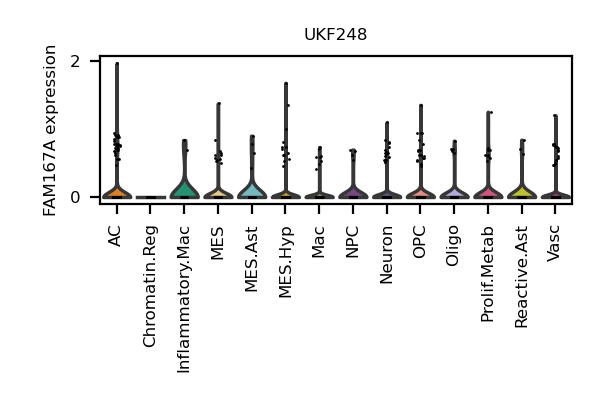 UKF248
FAM167A expression
2
0
AC
Chromatin.Reg
Inflammatory.Mac
MES
MES.Ast
MES.Hyp
Mac
NPC
Neuron
OPC
Oligo
Prolif.Metab
Reactive.Ast
Vasc